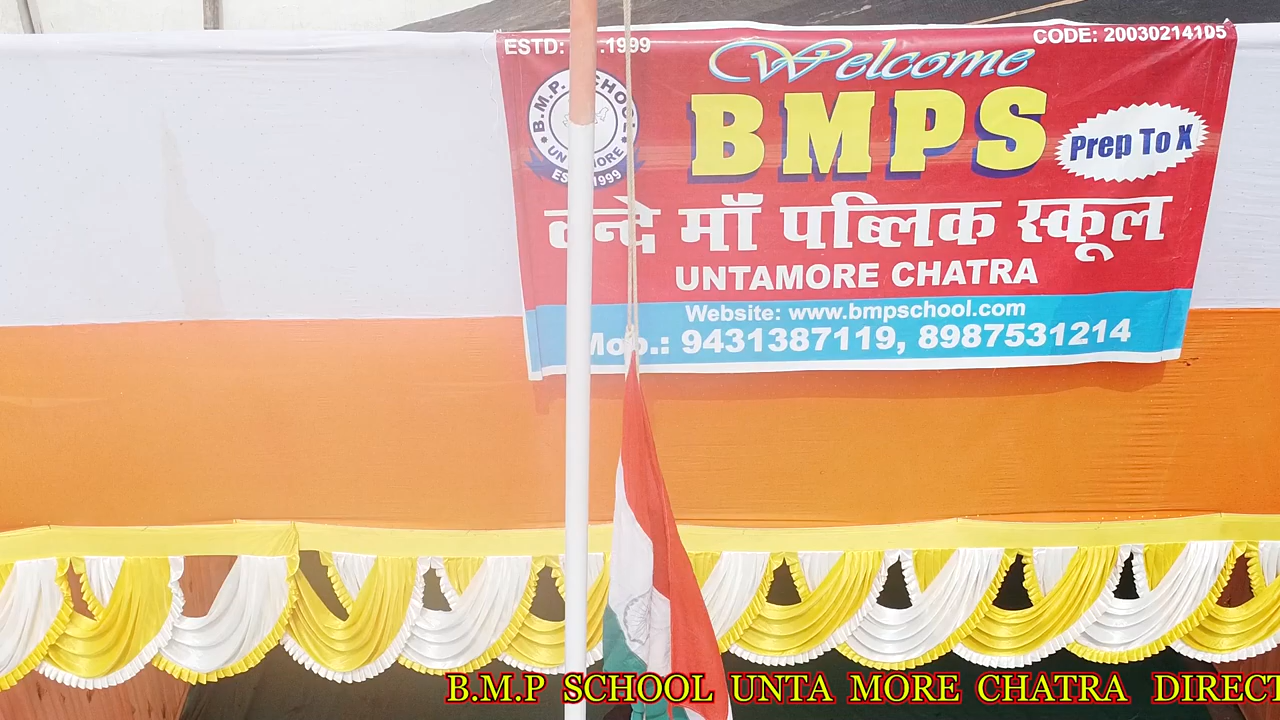 ESTD: .1999
CODE: 20030214105
Welcome
BMPS
B.M.P. SCHOOL
UNTAMORE
ESTD 1999
Prep To X
वन्दे माँ पब्लिक स्कूल
UNTAMORE CHATRA
Website: www.bmpschool.com
Mob.: 9431387119, 8987531214
B.M.P SCHOOL UNTA MORE CHATRA DIRECT